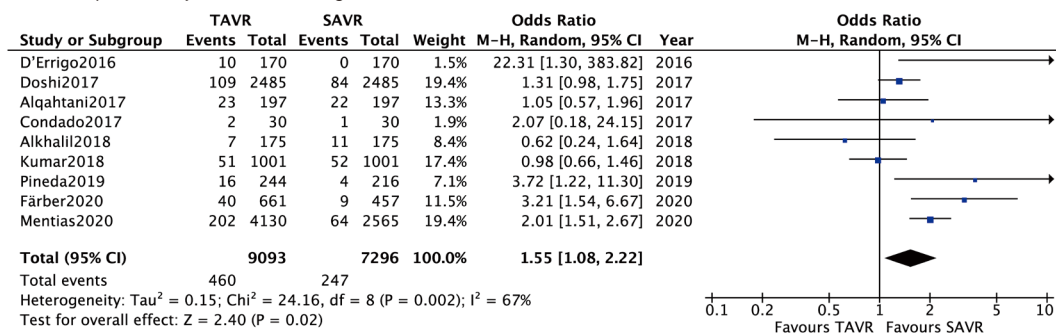 TAVR SAVR Odds Ratio Odds Ratio
Study or Subgroup Events Total Events Total Weight M-H, Random, 95% CI Year M-H, Random, 95% CI
D'Errigo2016 10 170 0 170 1.5% 22.31 [1.30, 383.82] 2016
Doshi2017 109 2485 84 2485 19.4% 1.31 [0.98, 1.75] 2017
Alqahtani2017 23 197 22 197 13.3% 1.05 [0.57, 1.96] 2017
Condado2017 2 30 1 30 1.9% 2.07 [0.18, 24.15] 2017
Alkhalil2018 7 175 11 175 8.4% 0.62 [0.24, 1.64] 2018
Kumar2018 51 1001 52 1001 17.4% 0.98 [0.66, 1.46] 2018
Pineda2019 16 244 4 216 7.1% 3.72 [1.22, 11.30] 2019
Färber2020 40 661 9 457 11.5% 3.21 [1.54, 6.67] 2020
Mentias2020 202 4130 64 2565 19.4% 2.01 [1.51, 2.67] 2020
Total (95% CI) 9093 7296 100.0% 1.55 [1.08, 2.22]
Total events 460 247
Heterogeneity: Tau² = 0.15; Chi² = 24.16, df = 8 (P = 0.002); I² = 67%
Test for overall effect: Z = 2.40 (P = 0.02)
0.1 0.2 0.5 1 2 5 10
Favours TAVR Favours SAVR